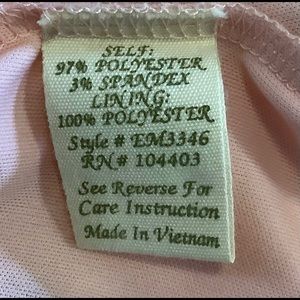 SELF:
97% POLYESTER
3% SPANDEX
LINING:
100% POLYESTER
Style # EM3346
RN # 104403
See Reverse For
Care Instruction
Made in Vietnam